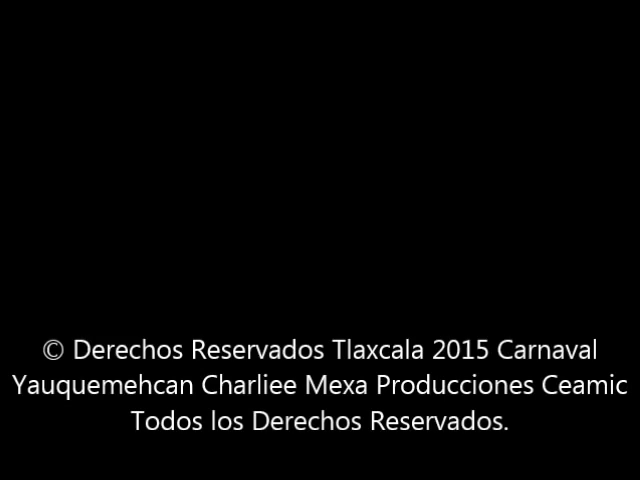 © Derechos Reservados Tlaxcala 2015 Carnaval
Yauquemehcan Charliee Mexa Producciones Ceamic
Todos los Derechos Reservados.